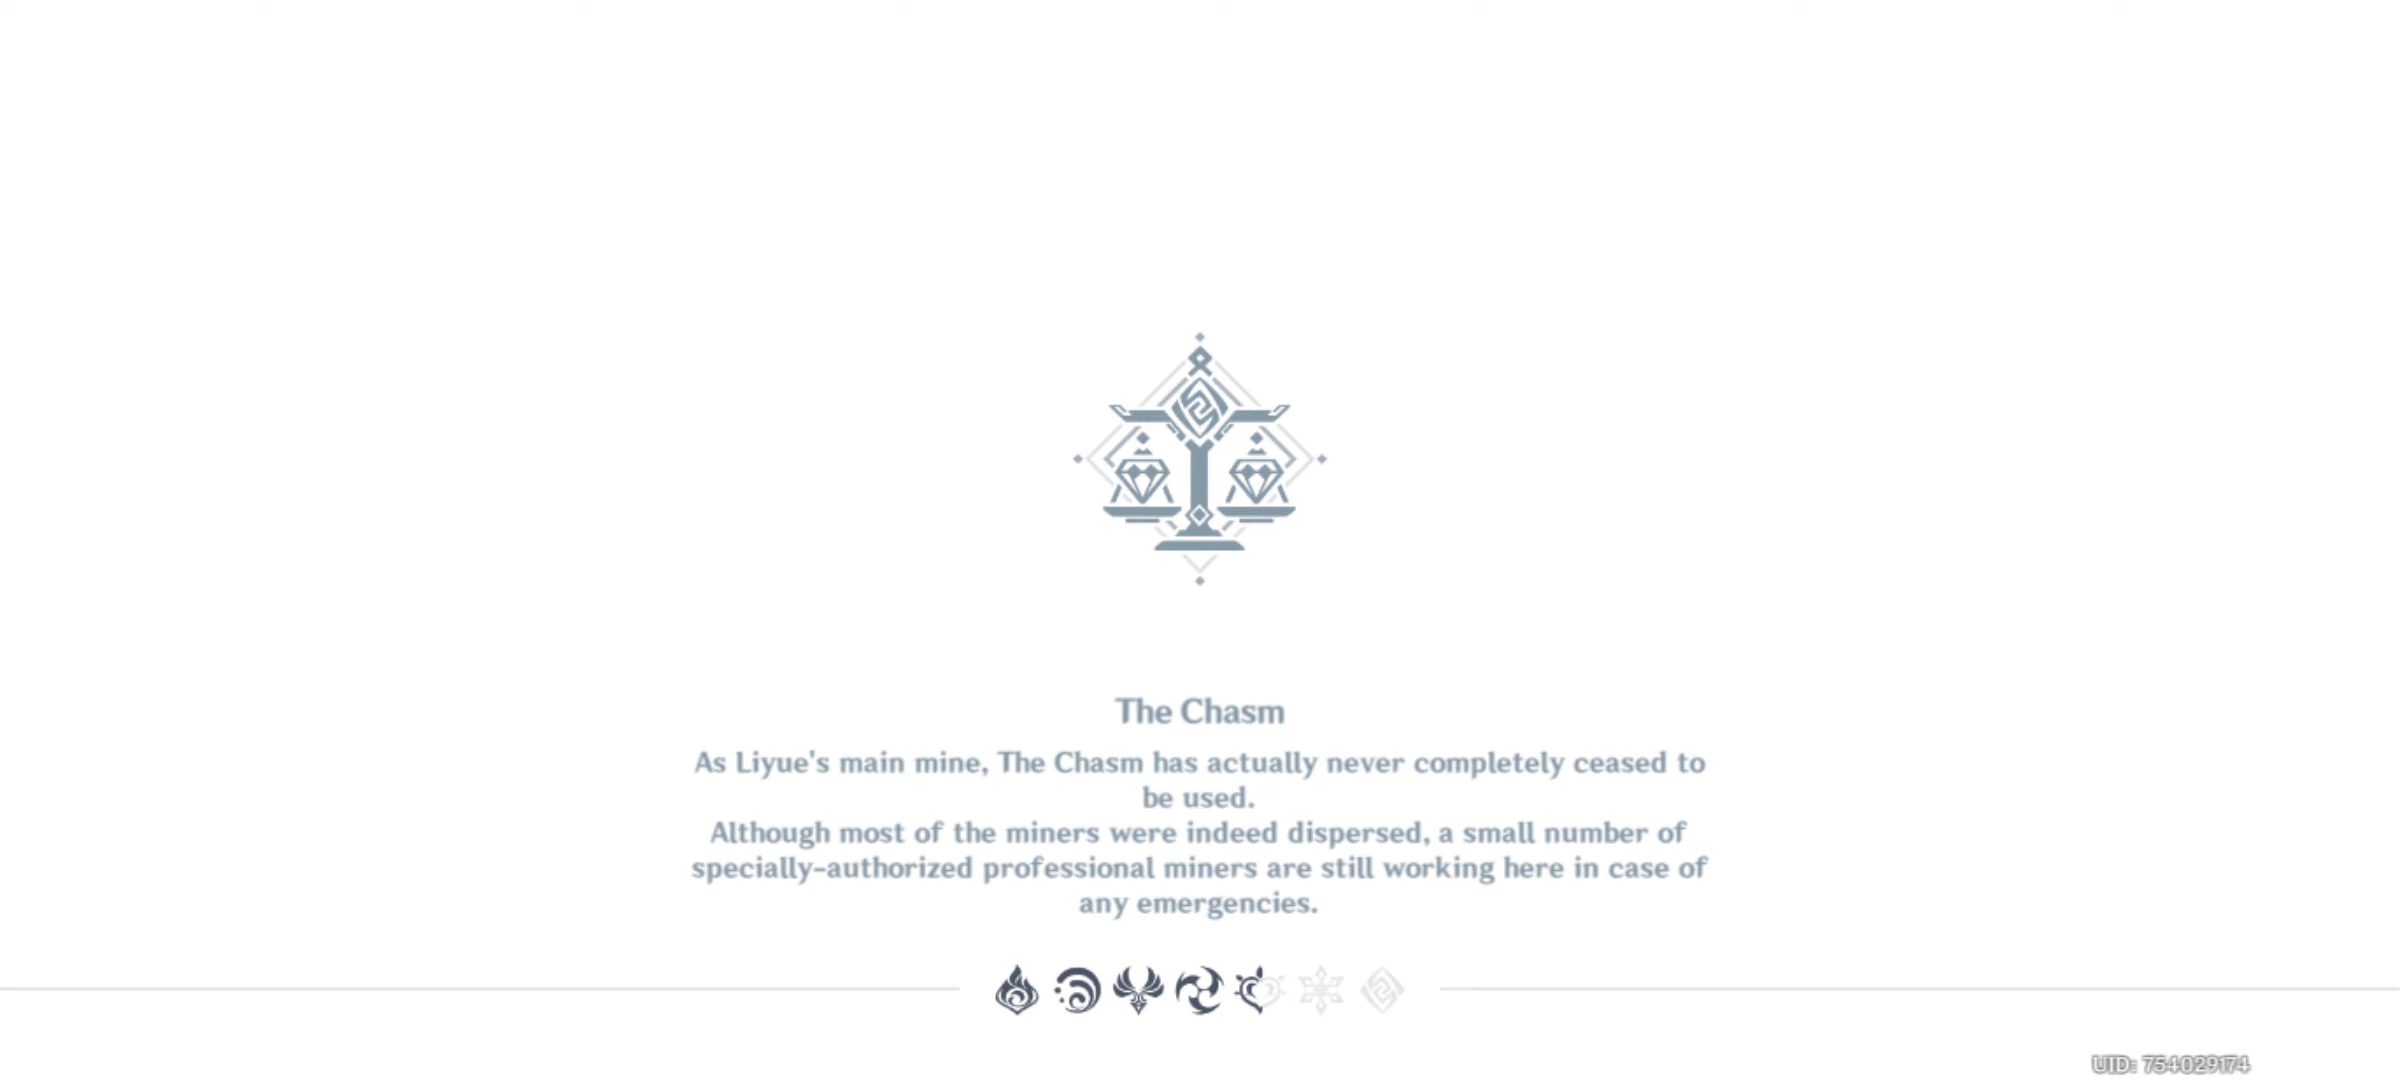 The Chasm
As Liyue's main mine, The Chasm has actually never completely ceased to
be used.
Although most of the miners were indeed dispersed, a small number of
specially-authorized professional miners are still working here in case of
any emergencies.
UID: 754029174